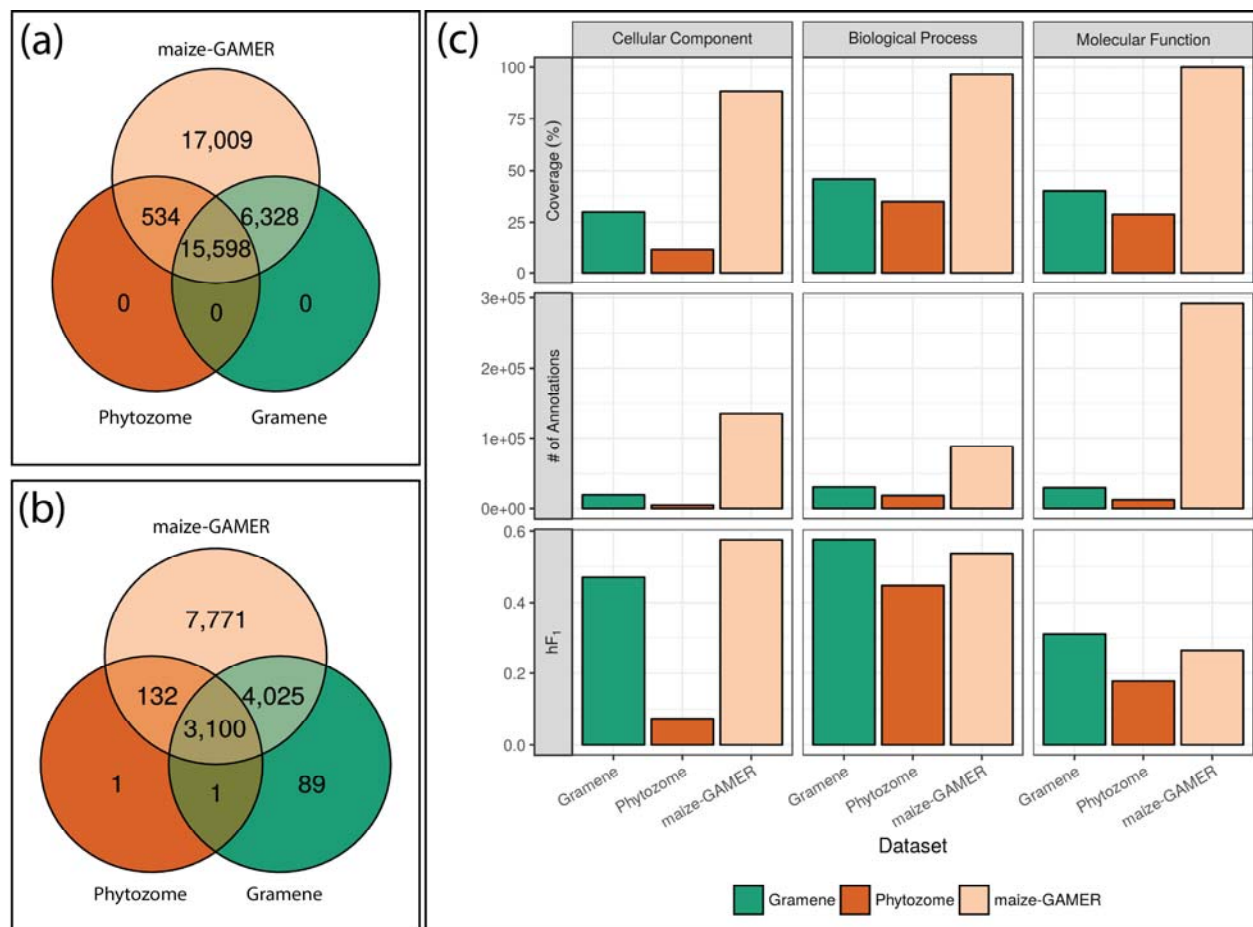 (a)
maize-GAMER
17,009
534
6,328
15,598
0
0
0
Phytozome
Gramene
(b)
maize-GAMER
7,771
132
4,025
3,100
1
1
89
Phytozome
Gramene
(c)
Cellular Component
Biological Process
Molecular Function
Coverage (%)
100
75
50
25
0
# of Annotations
3e+05
2e+05
1e+05
0e+00
hF1
0.6
0.4
0.2
0.0
Gramene
Phytozome
maize-GAMER
Gramene
Phytozome
maize-GAMER
Gramene
Phytozome
maize-GAMER
Dataset
Gramene
Phytozome
maize-GAMER